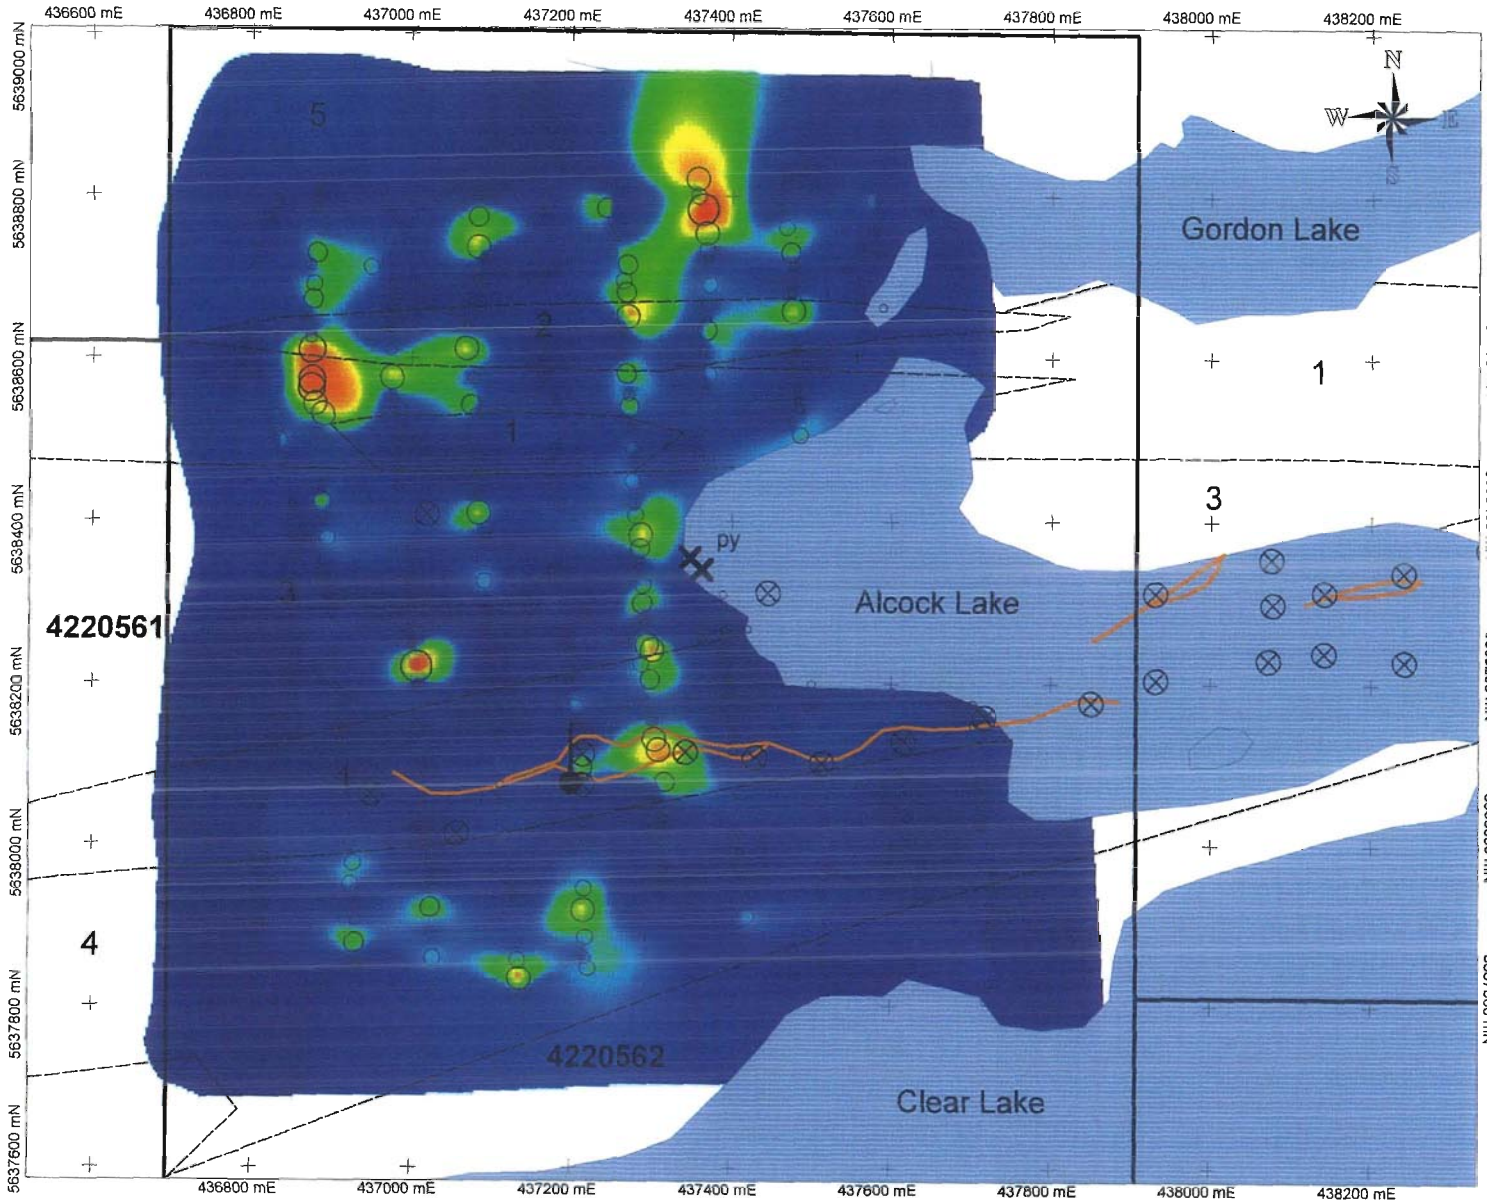 436600 mE 436800 mE 437000 mE 437200 mE 437400 mE 437600 mE 437800 mE 438000 mE 438200 mE
5639000 mN
5638800 mN
5638600 mN
5638400 mN
5638200 mN
5638000 mN
5637800 mN
5637600 mN
N
W E
S
5
Gordon Lake
2
1
1
3
py
3
Alcock Lake
4220561
1
4
4220562
Clear Lake
436800 mE 437000 mE 437200 mE 437400 mE 437600 mE 437800 mE 438000 mE 438200 mE